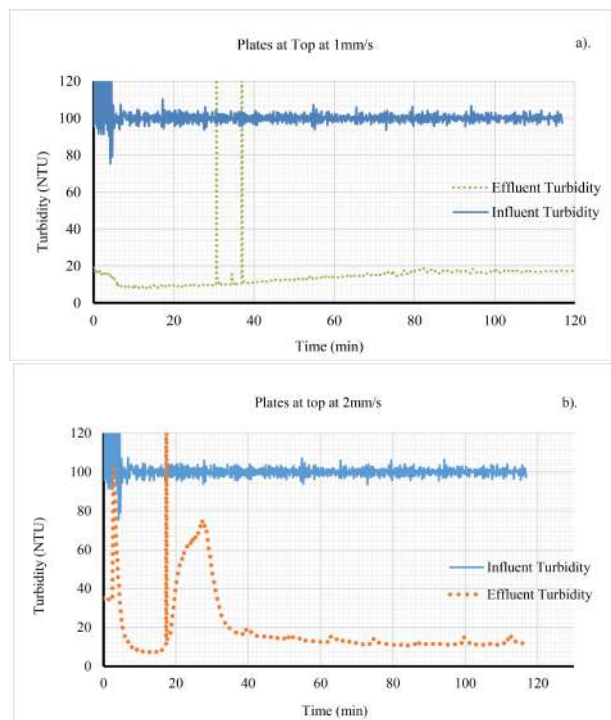 Plates at Top at 1mm/s
a).
120
100
80
60
40
20
0
Turbidity (NTU)
Effluent Turbidity
Influent Turbidity
0 20 40 60 80 100 120
Time (min)
Plates at top at 2mm/s
b).
120
100
80
60
40
20
0
Turbidity (NTU)
Influent Turbidity
Effluent Turbidity
0 20 40 60 80 100 120
Time (min)